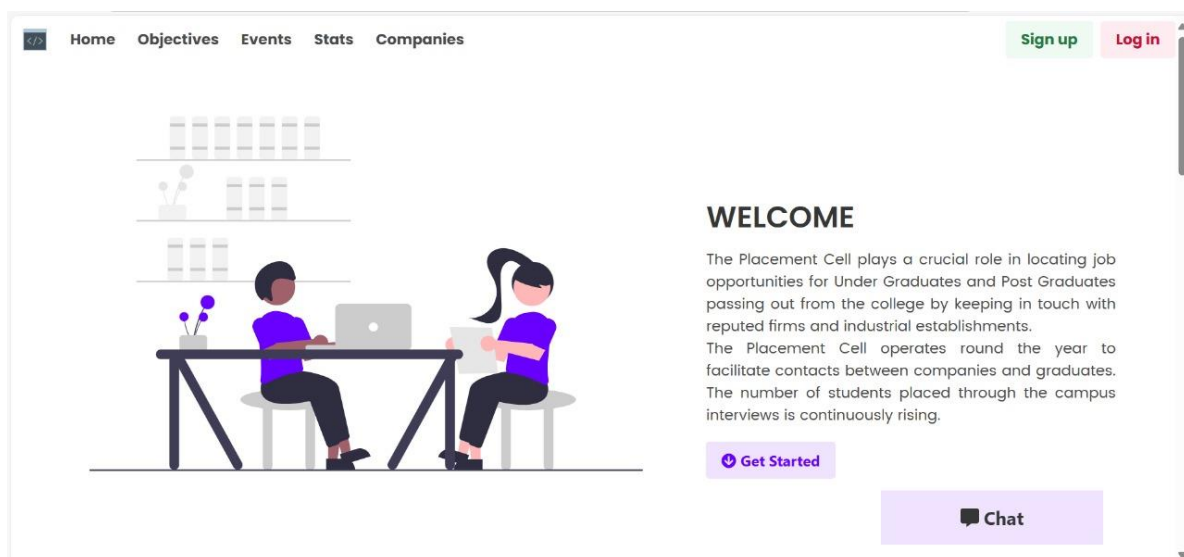 </>
Home Objectives Events Stats Companies Sign up Log in
WELCOME
The Placement Cell plays a crucial role in locating job
opportunities for Under Graduates and Post Graduates
passing out from the college by keeping in touch with
reputed firms and industrial establishments.
The Placement Cell operates round the year to
facilitate contacts between companies and graduates.
The number of students placed through the campus
interviews is continuously rising.
Get Started
Chat